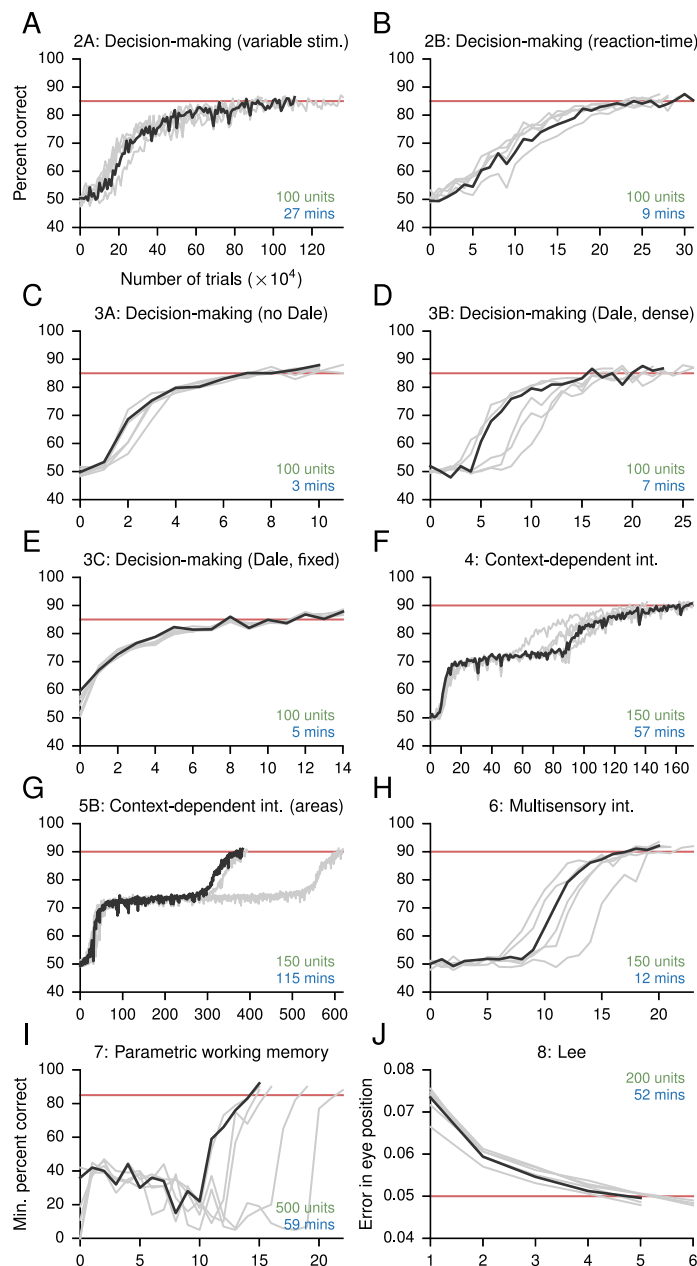 A
2A: Decision-making (variable stim.)
Percent correct
100
90
80
70
60
50
40
100 units
27 mins
0 20 40 60 80 100 120
Number of trials (×10⁴)
B
2B: Decision-making (reaction-time)
100
90
80
70
60
50
40
100 units
9 mins
0 5 10 15 20 25 30
C
3A: Decision-making (no Dale)
100
90
80
70
60
50
40
100 units
3 mins
0 2 4 6 8 10
D
3B: Decision-making (Dale, dense)
100
90
80
70
60
50
40
100 units
7 mins
0 5 10 15 20 25
E
3C: Decision-making (Dale, fixed)
100
90
80
70
60
50
40
100 units
5 mins
0 2 4 6 8 10 12 14
F
4: Context-dependent int.
100
90
80
70
60
50
40
150 units
57 mins
0 20 40 60 80 100 120 140 160
G
5B: Context-dependent int. (areas)
100
90
80
70
60
50
40
150 units
115 mins
0 100 200 300 400 500 600
H
6: Multisensory int.
100
90
80
70
60
50
40
150 units
12 mins
0 5 10 15 20
I
7: Parametric working memory
Min. percent correct
100
80
60
40
20
0
500 units
59 mins
0 5 10 15 20
J
8: Lee
Error in eye position
0.08
0.07
0.06
0.05
0.04
200 units
52 mins
1 2 3 4 5 6